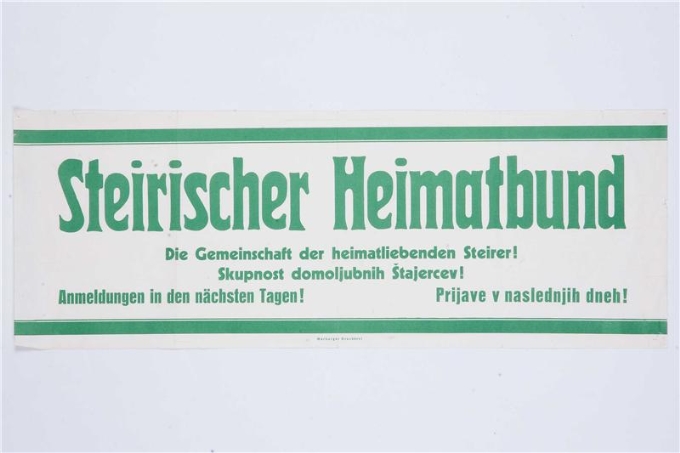 Steirischer Heimatbund
Die Gemeinschaft der heimatliebenden Steirer!
Skupnost domoljubnih Štajercev!
Anmeldungen in den nächsten Tagen! Prijave v naslednjih dneh!